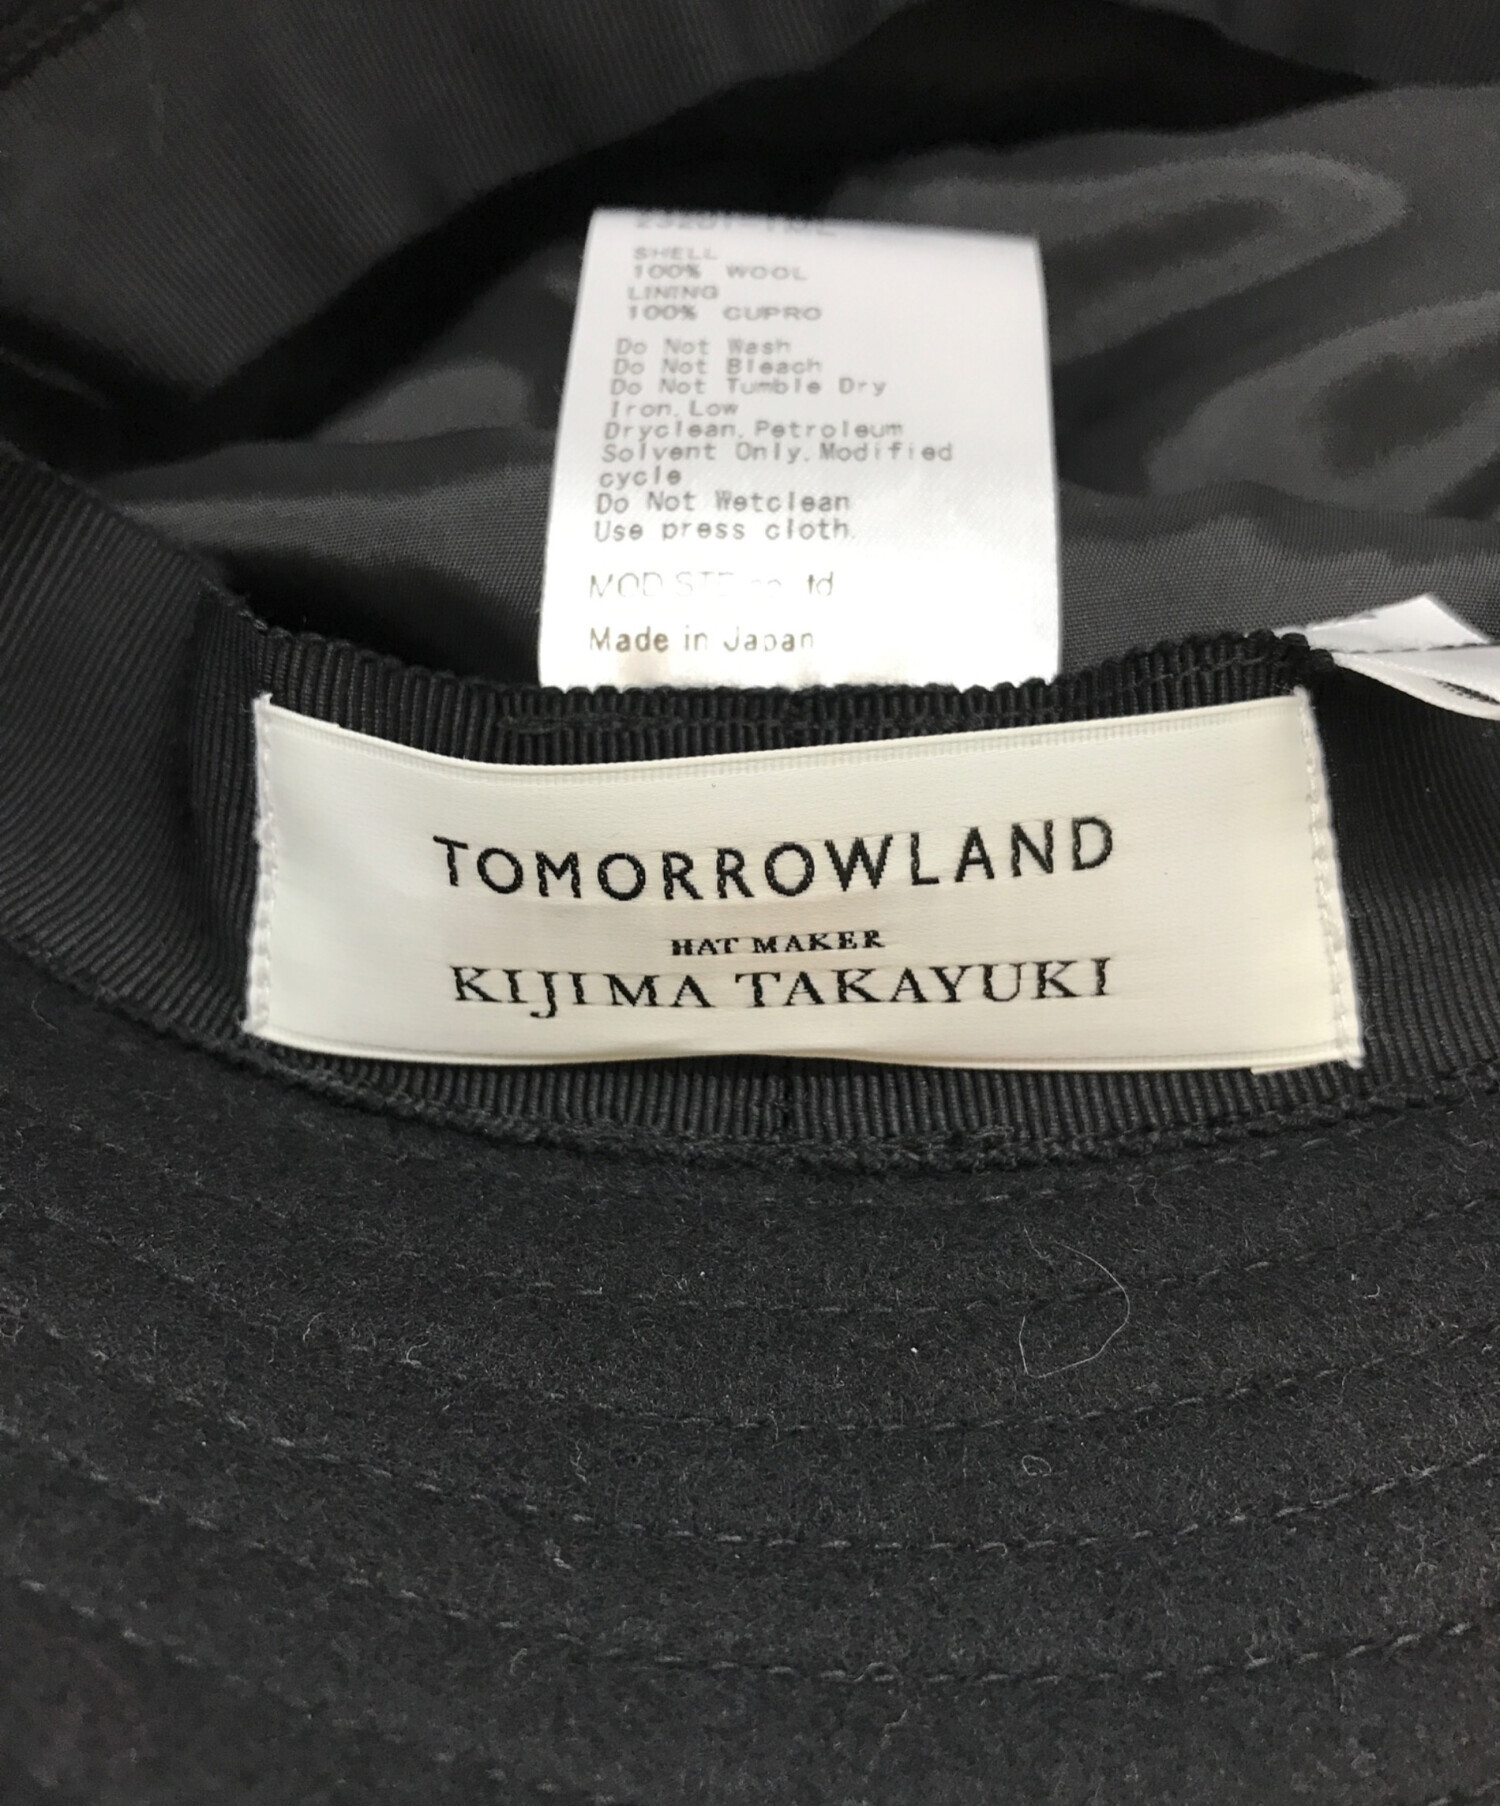 SHELL
100% WOOL
LINING
100% CUPRO
Do Not Wash
Do Not Bleach
Do Not Tumble Dry
Iron, Low
Dryclean, Petroleum
Solvent Only, Modified
cycle
Do Not Wetclean
Use press cloth.
Made in Japan
TOMORROWLAND
HAT MAKER
KIJIMA TAKAYUKI